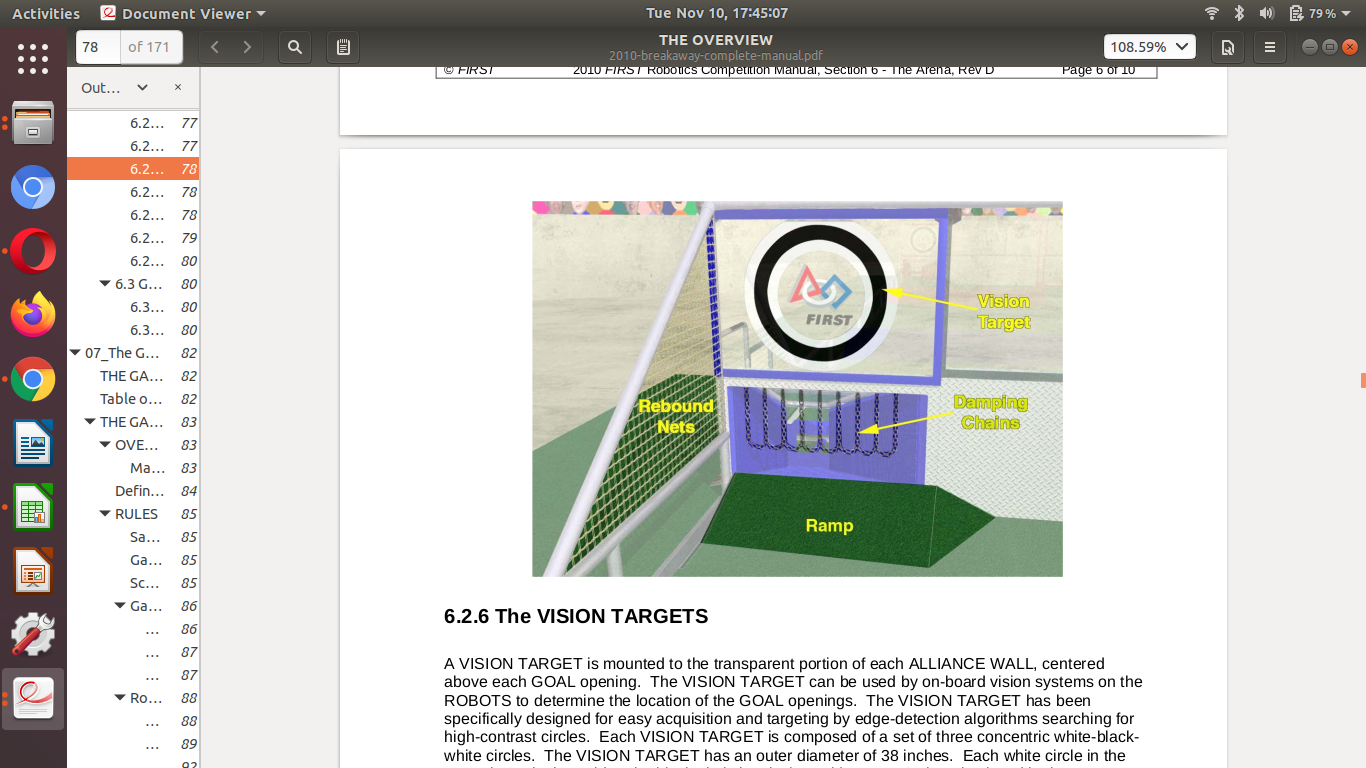 Activities
Document Viewer
Tue Nov 10, 17:45:07
79 %
78
of 171
THE OVERVIEW
2010-breakaway-complete-manual.pdf
108.59%
Out…
6.2… 77
6.2… 77
6.2… 78
6.2… 78
6.2… 78
6.2… 79
6.2… 80
6.3 G… 80
6.3… 80
6.3… 80
07_The G… 82
THE GA… 82
Table o… 82
THE GA… 83
OVE… 83
Ma… 83
Defin… 84
RULES 85
Sa… 85
Ga… 85
Sc… 85
Ga… 86
… 86
… 87
… 87
Ro… 88
… 88
… 89
92
© FIRST 2010 FIRST Robotics Competition Manual, Section 6 - The Arena, Rev D Page 6 of 10
FIRST
Vision
Target
Rebound
Nets
Damping
Chains
Ramp
6.2.6 The VISION TARGETS
A VISION TARGET is mounted to the transparent portion of each ALLIANCE WALL, centered
above each GOAL opening.  The VISION TARGET can be used by on-board vision systems on the
ROBOTS to determine the location of the GOAL openings.  The VISION TARGET has been
specifically designed for easy acquisition and targeting by edge-detection algorithms searching for
high-contrast circles.  Each VISION TARGET is composed of a set of three concentric white-black-
white circles.  The VISION TARGET has an outer diameter of 38 inches.  Each white circle in the